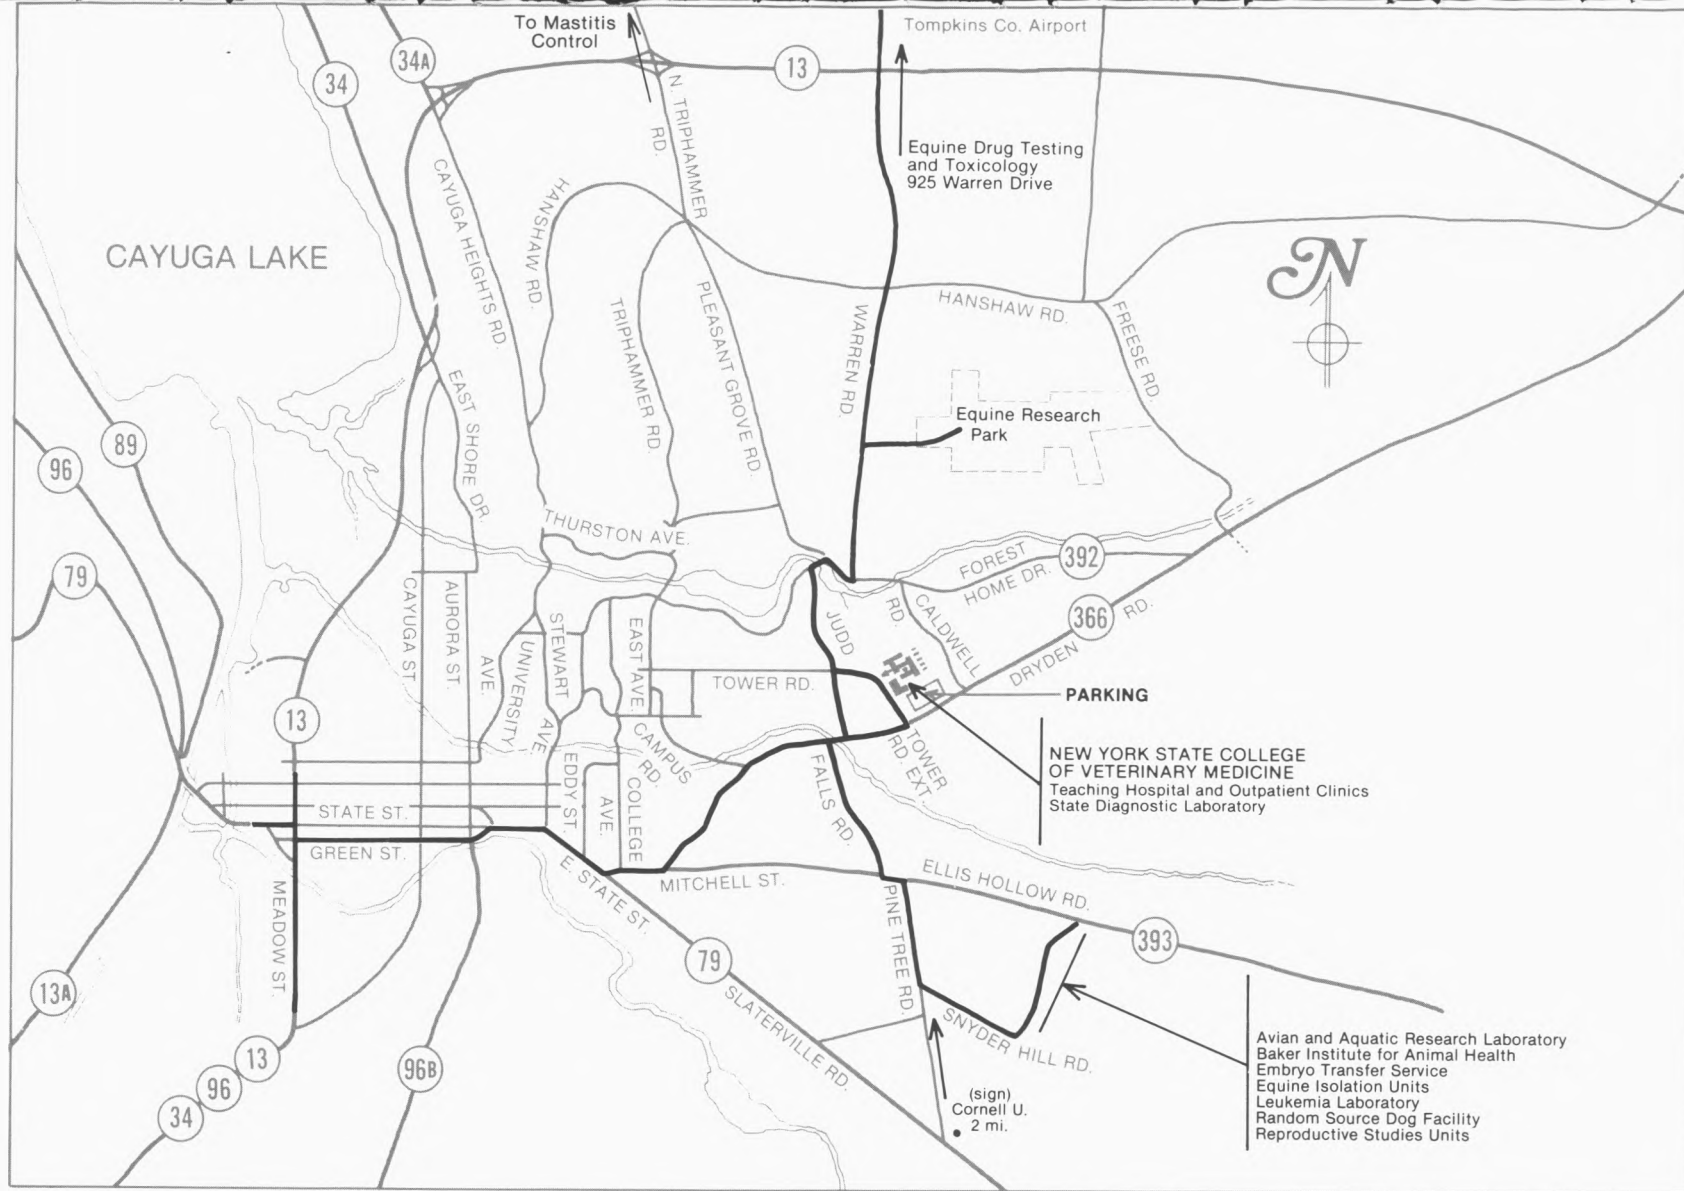 To Mastitis
Control
Tompkins Co. Airport
34
34A
13
N. TRIPHAMMER
RD.
Equine Drug Testing
and Toxicology
925 Warren Drive
CAYUGA LAKE
CAYUGA HEIGHTS RD.
HANSHAW RD.
TRIPHAMMER RD.
PLEASANT GROVE RD.
WARREN RD.
HANSHAW RD.
FREESE RD.
N
EAST SHORE DR.
Equine Research
Park
89
96
79
THURSTON AVE.
FOREST
HOME DR.
392
366
DRYDEN RD.
CAYUGA ST
AURORA ST.
UNIVERSITY
AVE.
STEWART
AVE
EAST AVE.
JUDD
FALLS RD.
CALDWELL
RD.
TOWER RD.
PARKING
13
CAMPUS
RD.
EDDY ST.
COLLEGE
AVE.
TOWER
RD. EXT
NEW YORK STATE COLLEGE
OF VETERINARY MEDICINE
Teaching Hospital and Outpatient Clinics
State Diagnostic Laboratory
STATE ST.
GREEN ST.
MEADOW ST.
E. STATE ST.
MITCHELL ST.
ELLIS HOLLOW RD.
393
PINE TREE RD.
79
SLATERVILLE RD.
SNYDER HILL RD.
13A
13
96
34
96B
(sign)
Cornell U.
2 mi.
Avian and Aquatic Research Laboratory
Baker Institute for Animal Health
Embryo Transfer Service
Equine Isolation Units
Leukemia Laboratory
Random Source Dog Facility
Reproductive Studies Units